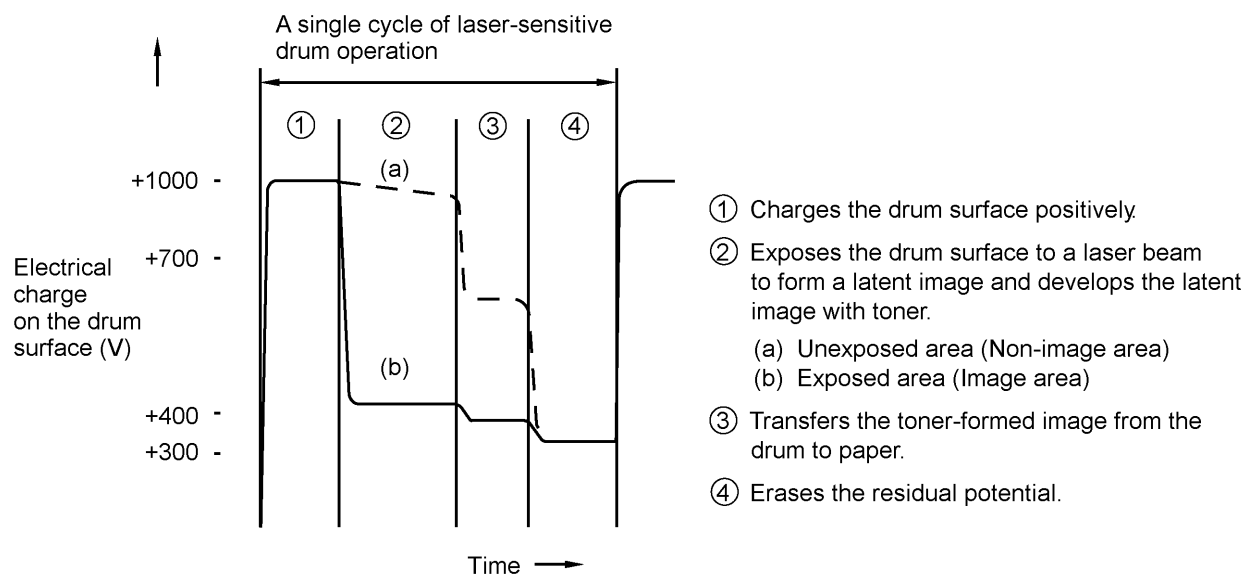 A single cycle of laser-sensitive
drum operation
① ② ③ ④
(a)
+1000 -
+700 -
Electrical
charge
on the drum
surface (V)
(b)
+400 -
+300 -
Time
① Charges the drum surface positively.
② Exposes the drum surface to a laser beam
to form a latent image and develops the latent
image with toner.
(a) Unexposed area (Non-image area)
(b) Exposed area (Image area)
③ Transfers the toner-formed image from the
drum to paper.
④ Erases the residual potential.